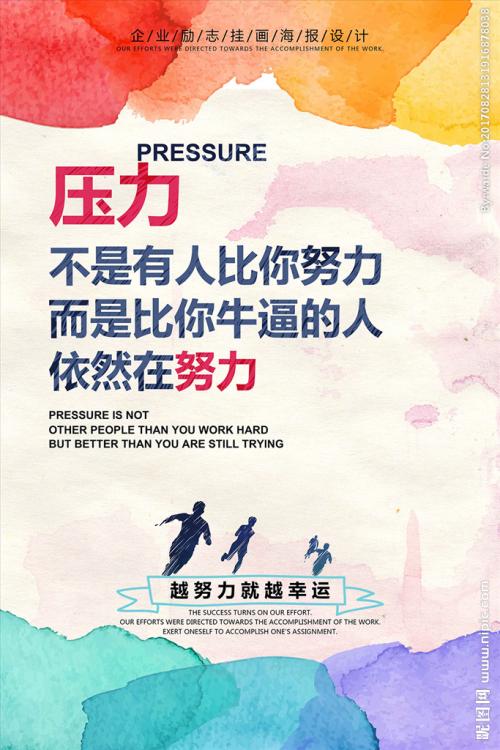 企/业/励/志/挂/画/海/报/设/计
OUR EFFORTS WERE DIRECTED TOWARDS THE ACCOMPLISHMENT OF THE WORK.
PRESSURE
压力
不是有人比你努力
而是比你牛逼的人
依然在努力
PRESSURE IS NOT
OTHER PEOPLE THAN YOU WORK HARD
BUT BETTER THAN YOU ARE STILL TRYING
越努力就越幸运
THE SUCCESS TURNS ON OUR EFFORT.
OUR EFFORTS WERE DIRECTED TOWARDS THE ACCOMPLISHMENT OF THE WORK.
EXERT ONESELF TO ACCOMPLISH ONE'S ASSIGNMENT.
昵图网 www.nipic.com